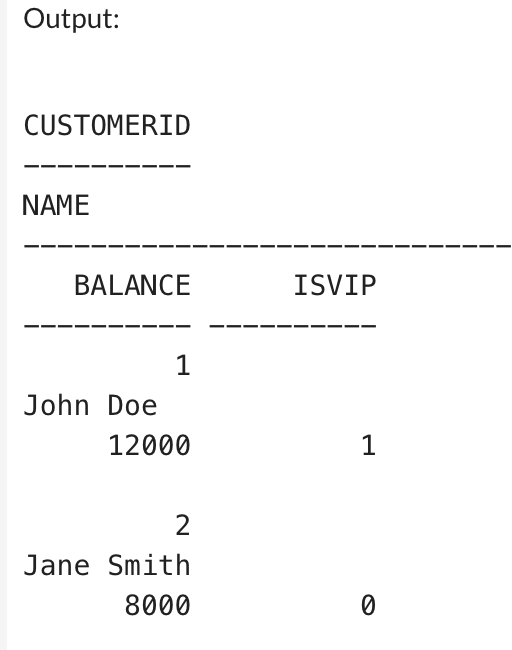 Output:
CUSTOMERID
----------
NAME
-----------------------------
   BALANCE      ISVIP
---------- ----------
         1
John Doe
     12000          1
         2
Jane Smith
      8000          0